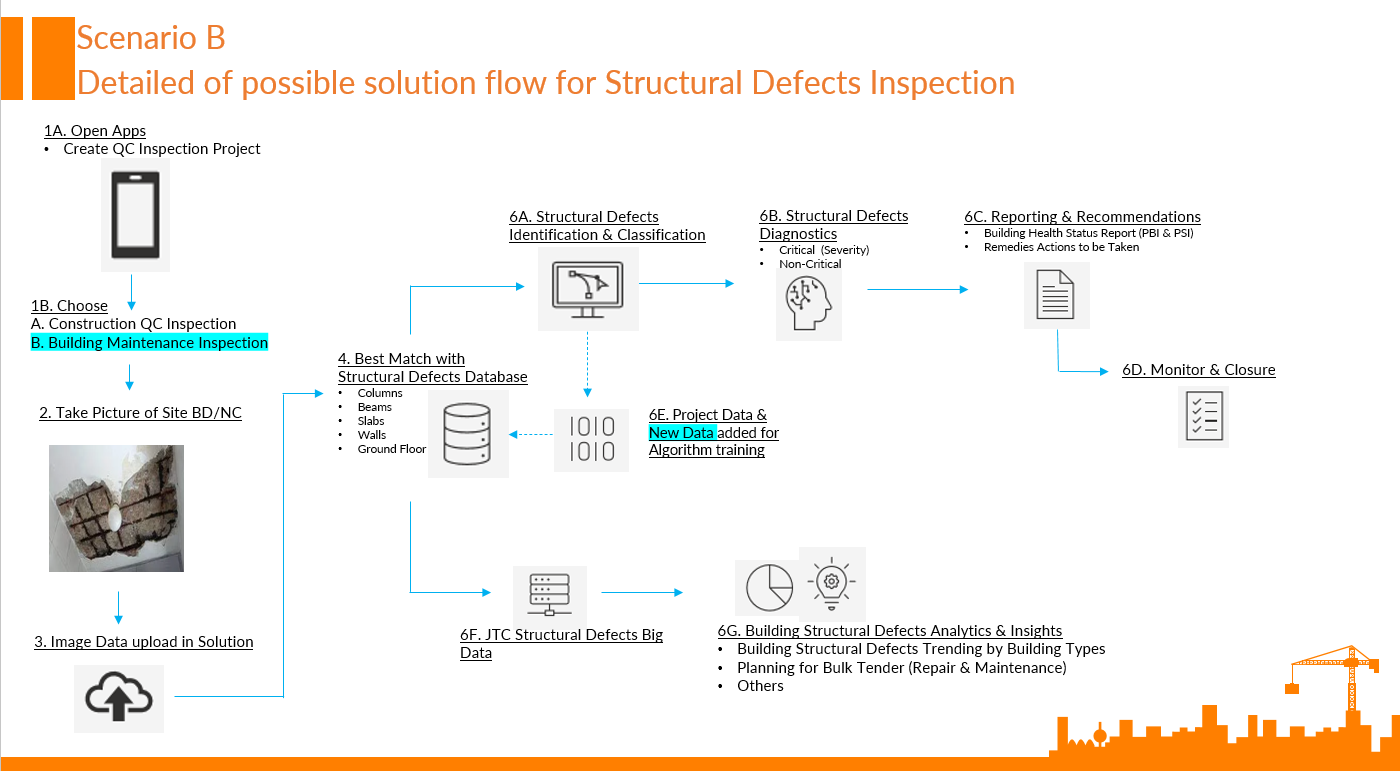 Scenario B
Detailed of possible solution flow for Structural Defects Inspection
1A. Open Apps
• Create QC Inspection Project
1B. Choose
A. Construction QC Inspection
B. Building Maintenance Inspection
2. Take Picture of Site BD/NC
3. Image Data upload in Solution
4. Best Match with
Structural Defects Database
• Columns
• Beams
• Slabs
• Walls
• Ground Floor
6A. Structural Defects
Identification & Classification
6B. Structural Defects
Diagnostics
• Critical (Severity)
• Non-Critical
6C. Reporting & Recommendations
• Building Health Status Report (PBI & PSI)
• Remedies Actions to be Taken
6D. Monitor & Closure
1010
1010
6E. Project Data &
New Data added for
Algorithm training
6F. JTC Structural Defects Big
Data
6G. Building Structural Defects Analytics & Insights
• Building Structural Defects Trending by Building Types
• Planning for Bulk Tender (Repair & Maintenance)
• Others